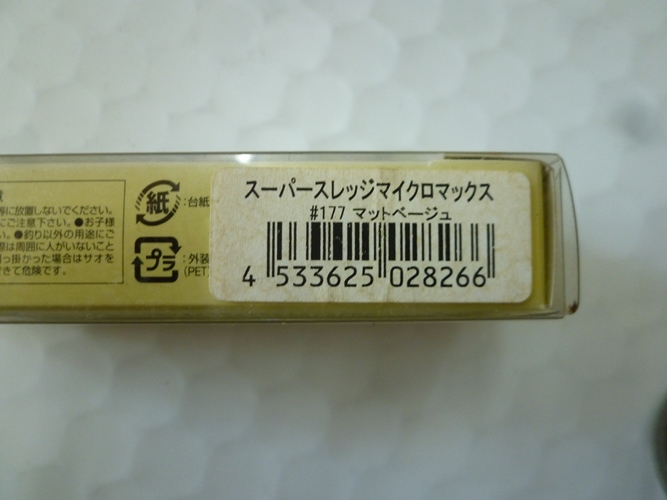 に放置しないでください。
にご注意下さい。●お子様
い。●釣り以外の用途にご
際は周囲に人がいないこと
っ掛かった場合はサオを
きて危険です。
紙
:台紙
プラ
:外装
(PET)
スーパースレッジマイクロマックス
#177 マットベージュ
4 533625 028266